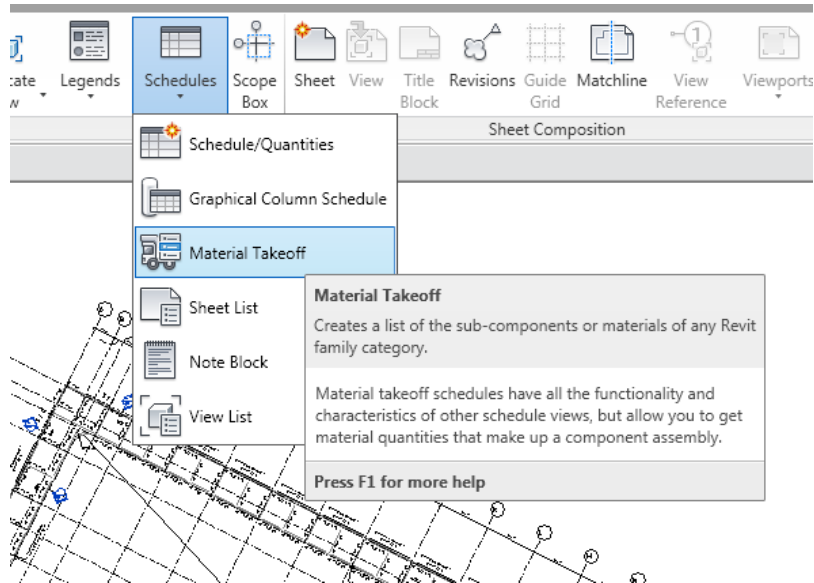 cate Legends Schedules Scope Sheet View Title Revisions Guide Matchline View Viewports
w Box Block Grid Reference
Sheet Composition
Schedule/Quantities
Graphical Column Schedule
Material Takeoff
Sheet List
Note Block
View List
Material Takeoff
Creates a list of the sub-components or materials of any Revit
family category.
Material takeoff schedules have all the functionality and
characteristics of other schedule views, but allow you to get
material quantities that make up a component assembly.
Press F1 for more help